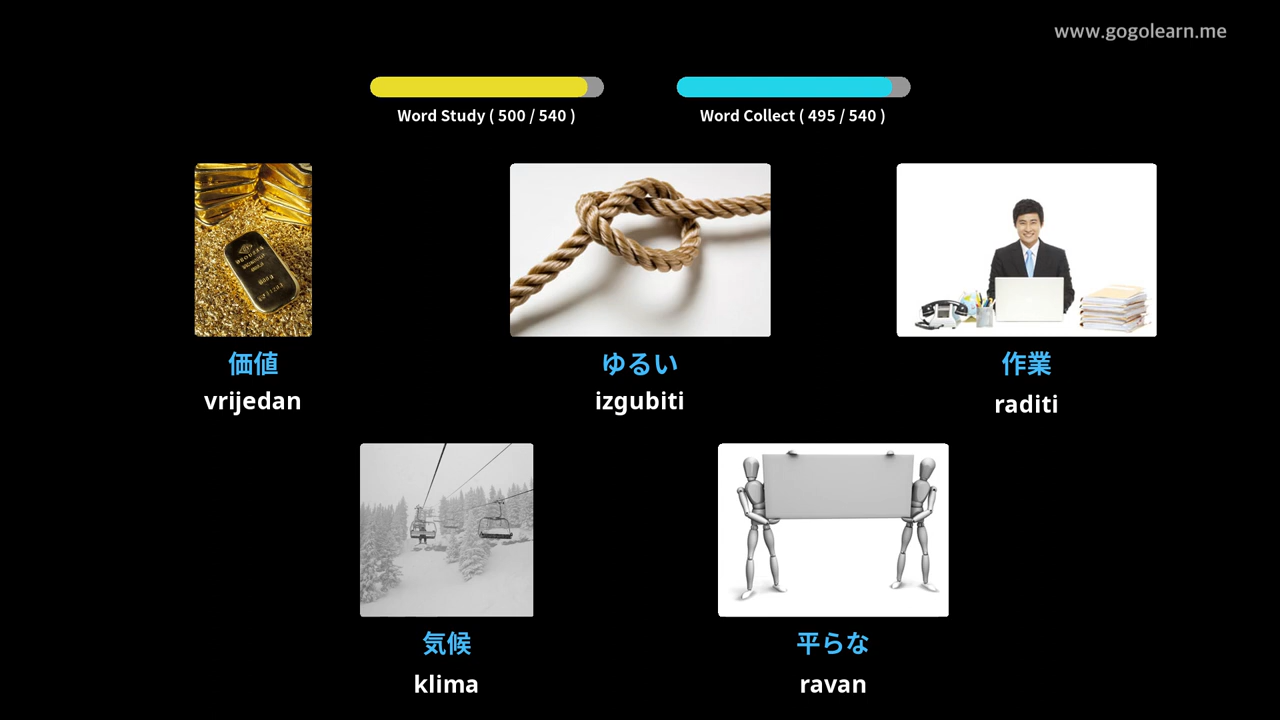 www.gogolearn.me
Word Study ( 500 / 540 )
Word Collect ( 495 / 540 )
価値
vrijedan
ゆるい
izgubiti
作業
raditi
気候
klima
平らな
ravan